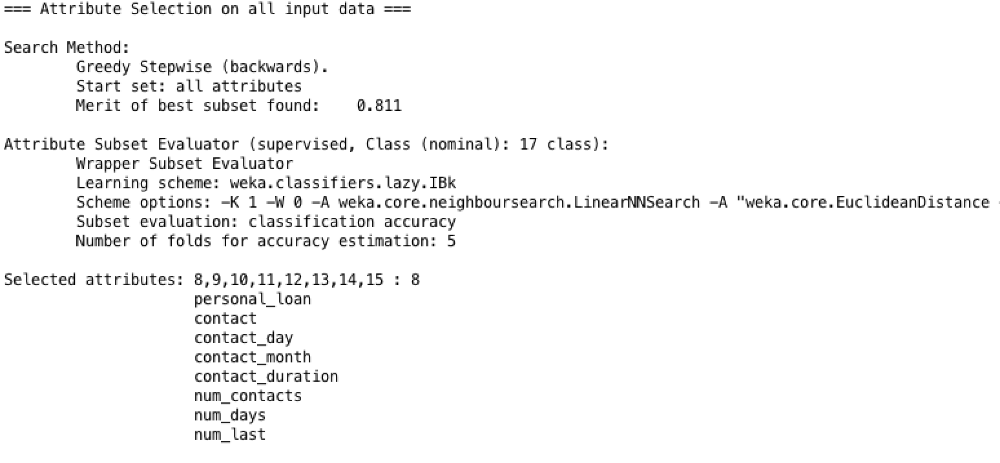 === Attribute Selection on all input data ===
Search Method:
Greedy Stepwise (backwards).
Start set: all attributes
Merit of best subset found:    0.811
Attribute Subset Evaluator (supervised, Class (nominal): 17 class):
Wrapper Subset Evaluator
Learning scheme: weka.classifiers.lazy.IBk
Scheme options: -K 1 -W 0 -A weka.core.neighboursearch.LinearNNSearch -A "weka.core.EuclideanDistance
Subset evaluation: classification accuracy
Number of folds for accuracy estimation: 5
Selected attributes: 8,9,10,11,12,13,14,15 : 8
personal_loan
contact
contact_day
contact_month
contact_duration
num_contacts
num_days
num_last